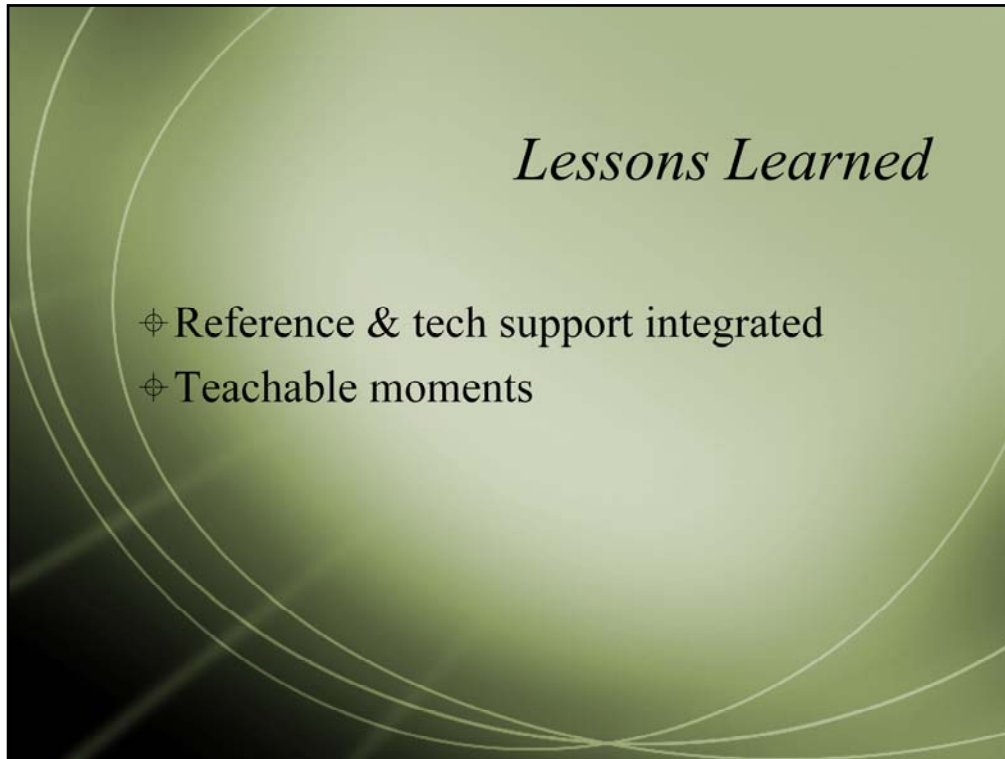 Lessons Learned
Reference & tech support integrated
Teachable moments